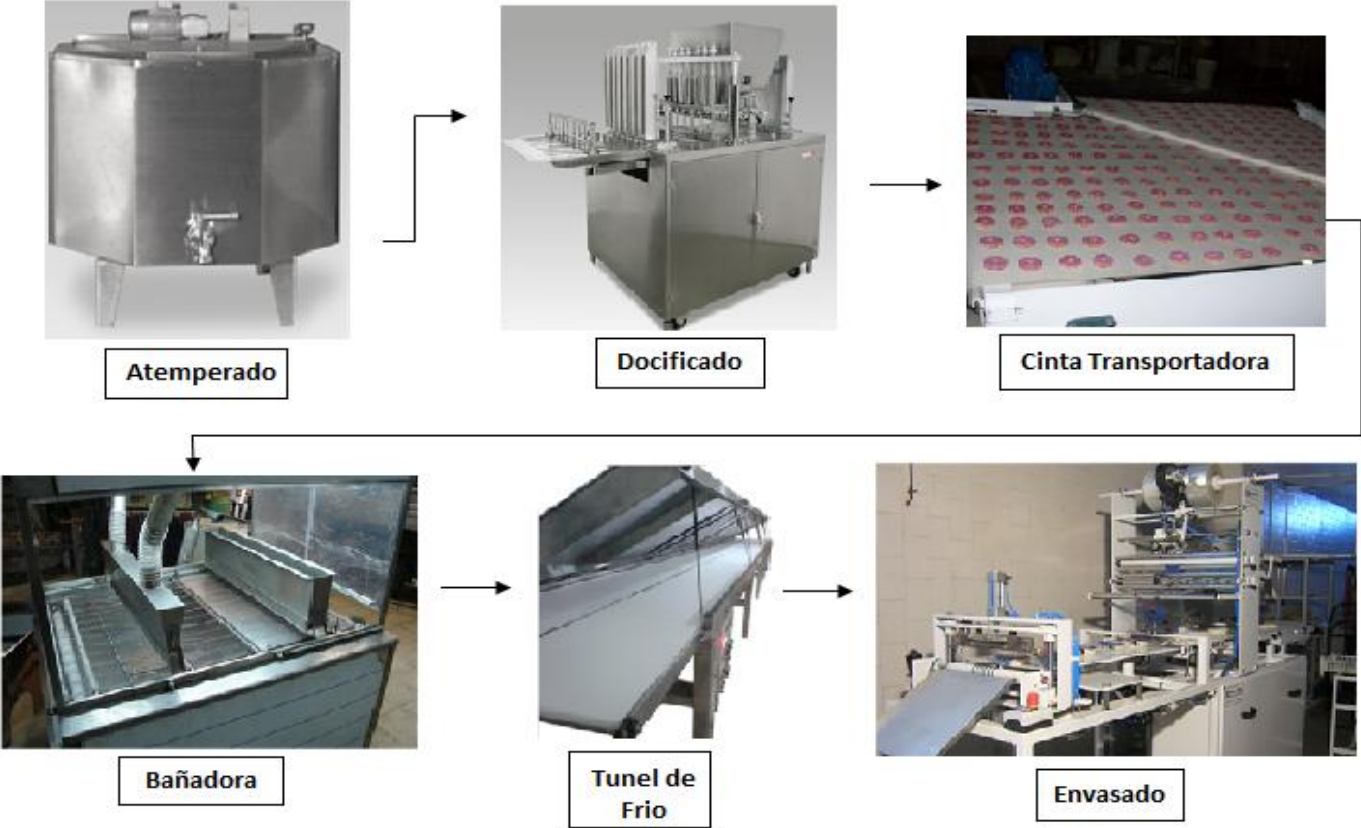 Atemperado
Docificado
Cinta Transportadora
Bañadora
Tunel de
Frio
Envasado